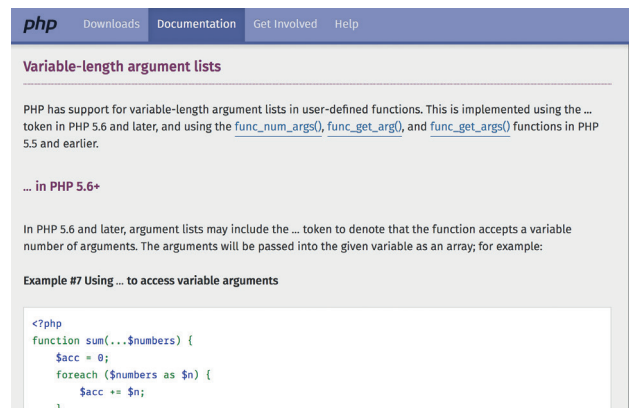 php Downloads Documentation Get Involved Help
Variable-length argument lists
PHP has support for variable-length argument lists in user-defined functions. This is implemented using the ...
token in PHP 5.6 and later, and using the func_num_args(), func_get_arg(), and func_get_args() functions in PHP
5.5 and earlier.
... in PHP 5.6+
In PHP 5.6 and later, argument lists may include the ... token to denote that the function accepts a variable
number of arguments. The arguments will be passed into the given variable as an array; for example:
Example #7 Using ... to access variable arguments
<?php
function sum(...$numbers) {
    $acc = 0;
    foreach ($numbers as $n) {
        $acc += $n;
    }